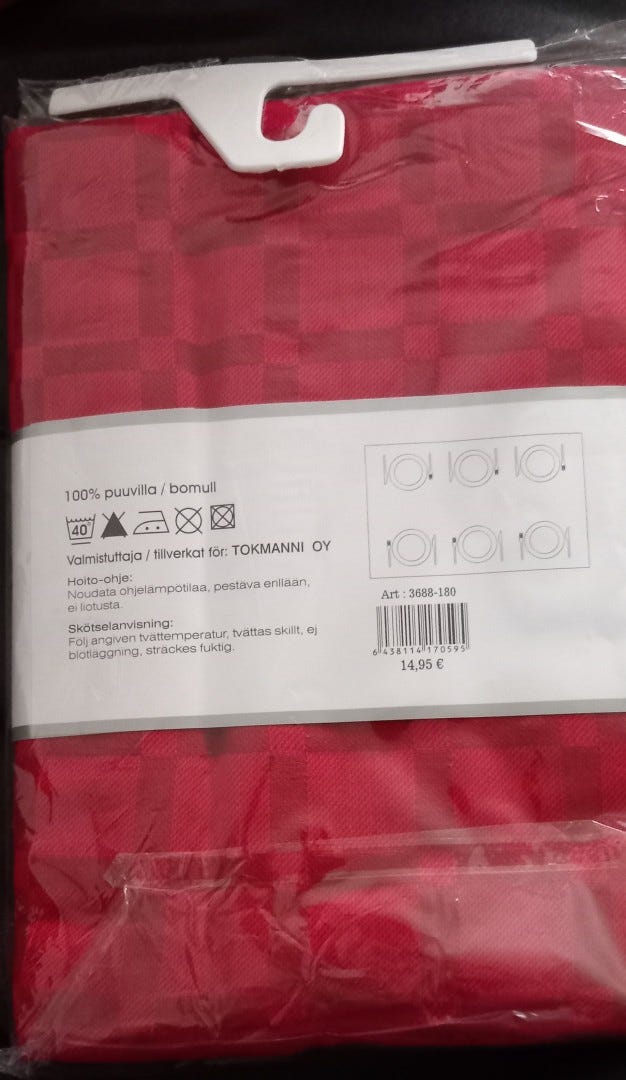 100% puuvilla / bomull
40°
Valmistuttaja / tillverkat för: TOKMANNI OY
Hoito-ohje:
Noudata ohjelämpötilaa, pestävä erillään,
ei liotusta.
Skötselanvisning:
Följ angiven tvättemperatur, tvättas skillt, ej
blötläggning, sträckes fuktig.
Art : 3688-180
6 438114 170595
14,95 €